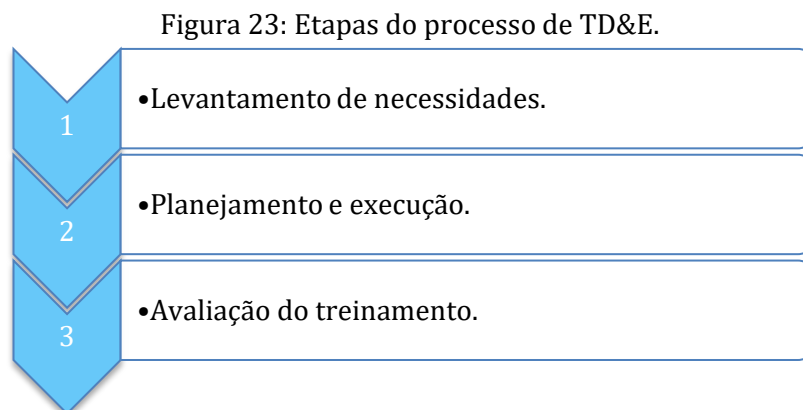 Figura 23: Etapas do processo de TD&E.
1
•Levantamento de necessidades.
2
•Planejamento e execução.
3
•Avaliação do treinamento.